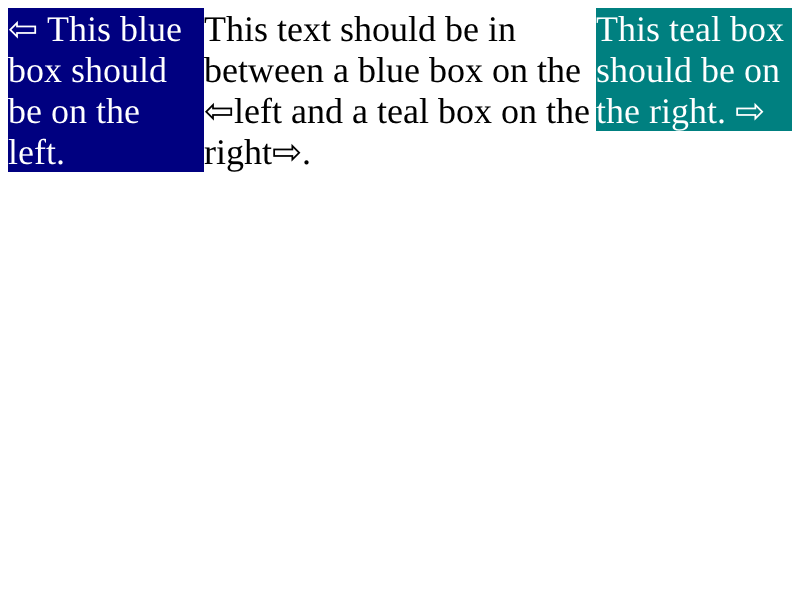 ⇦ This blue
box should
be on the
left.
This text should be in
between a blue box on the
⇦left and a teal box on the
right⇨.
This teal box
should be on
the right. ⇨